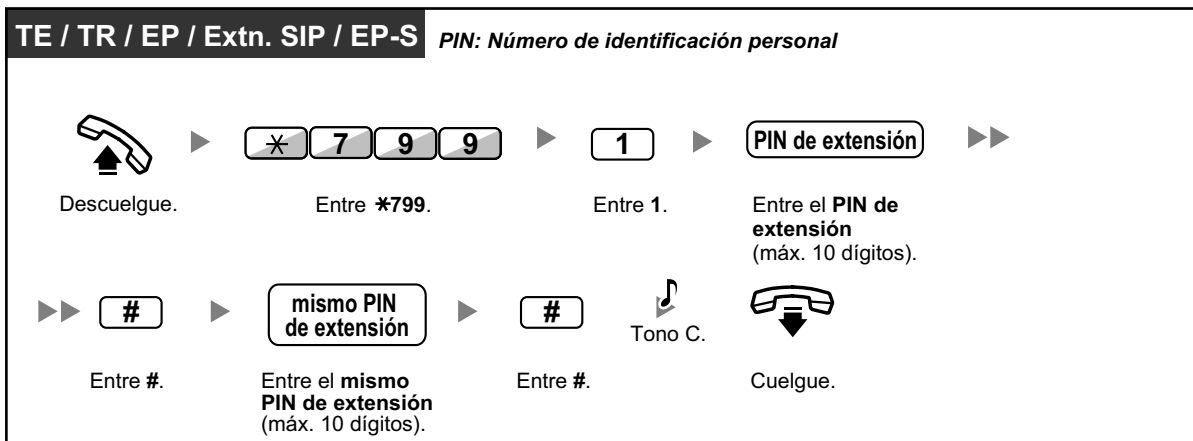 TE / TR / EP / Extn. SIP / EP-S PIN: Número de identificación personal
* 7 9 9 1 PIN de extensión
Descuelgue. Entre *799. Entre 1. Entre el PIN de
extensión
(máx. 10 dígitos).
# mismo PIN
de extensión # Tono C.
Entre #. Entre el mismo
PIN de extensión
(máx. 10 dígitos). Entre #. Cuelgue.